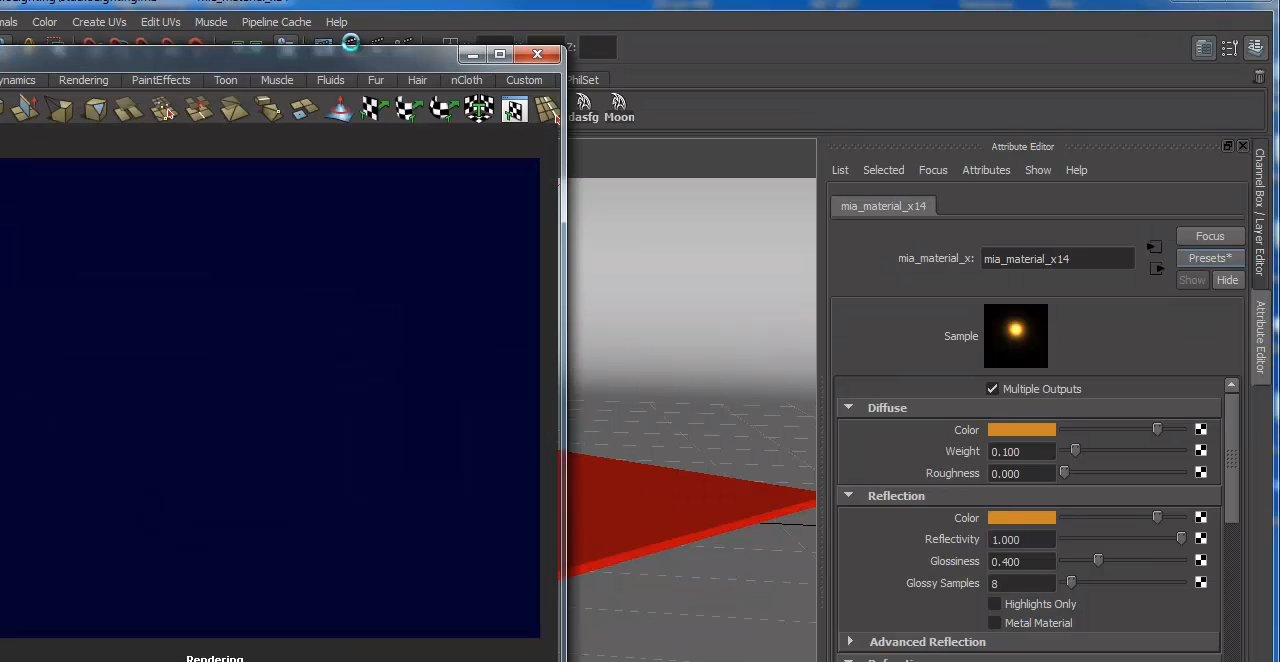 Color Create UVs Edit UVs Muscle Pipeline Cache Help
Z:
Rendering PaintEffects Toon Muscle Fluids Fur Hair nCloth Custom PhilSet
dasfg Moon
Attribute Editor
List Selected Focus Attributes Show Help
mia_material_x14
Focus
mia_material_x: mia_material_x14
Presets*
Show Hide
Sample
Multiple Outputs
Diffuse
Color
Weight 0.100
Roughness 0.000
Reflection
Color
Reflectivity 1.000
Glossiness 0.400
Glossy Samples 8
Highlights Only
Metal Material
Advanced Reflection
Rendering
Channel Box / Layer Editor
Attribute Editor